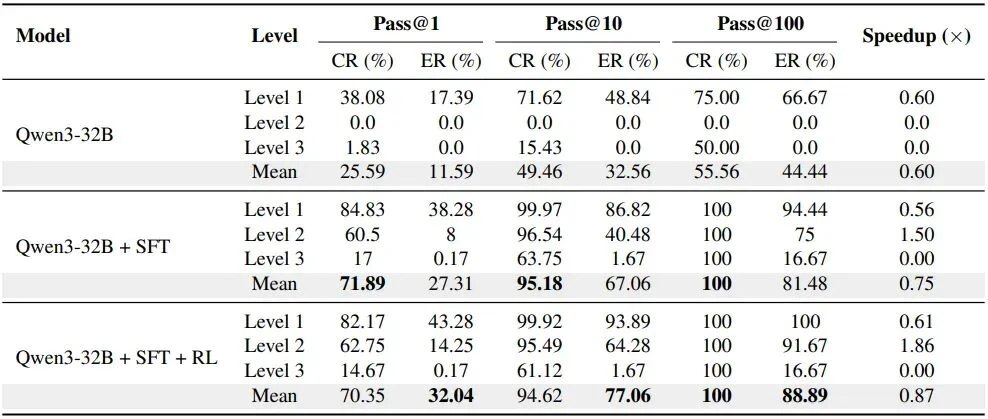 Model Level Pass@1 Pass@10 Pass@100 Speedup (×)
CR (%) ER (%) CR (%) ER (%) CR (%) ER (%)
Qwen3-32B
Level 1 38.08 17.39 71.62 48.84 75.00 66.67 0.60
Level 2 0.0 0.0 0.0 0.0 0.0 0.0 0.0
Level 3 1.83 0.0 15.43 0.0 50.00 0.0 0.0
Mean 25.59 11.59 49.46 32.56 55.56 44.44 0.60
Qwen3-32B + SFT
Level 1 84.83 38.28 99.97 86.82 100 94.44 0.56
Level 2 60.5 8 96.54 40.48 100 75 1.50
Level 3 17 0.17 63.75 1.67 100 16.67 0.00
Mean 71.89 27.31 95.18 67.06 100 81.48 0.75
Qwen3-32B + SFT + RL
Level 1 82.17 43.28 99.92 93.89 100 100 0.61
Level 2 62.75 14.25 95.49 64.28 100 91.67 1.86
Level 3 14.67 0.17 61.12 1.67 100 16.67 0.00
Mean 70.35 32.04 94.62 77.06 100 88.89 0.87